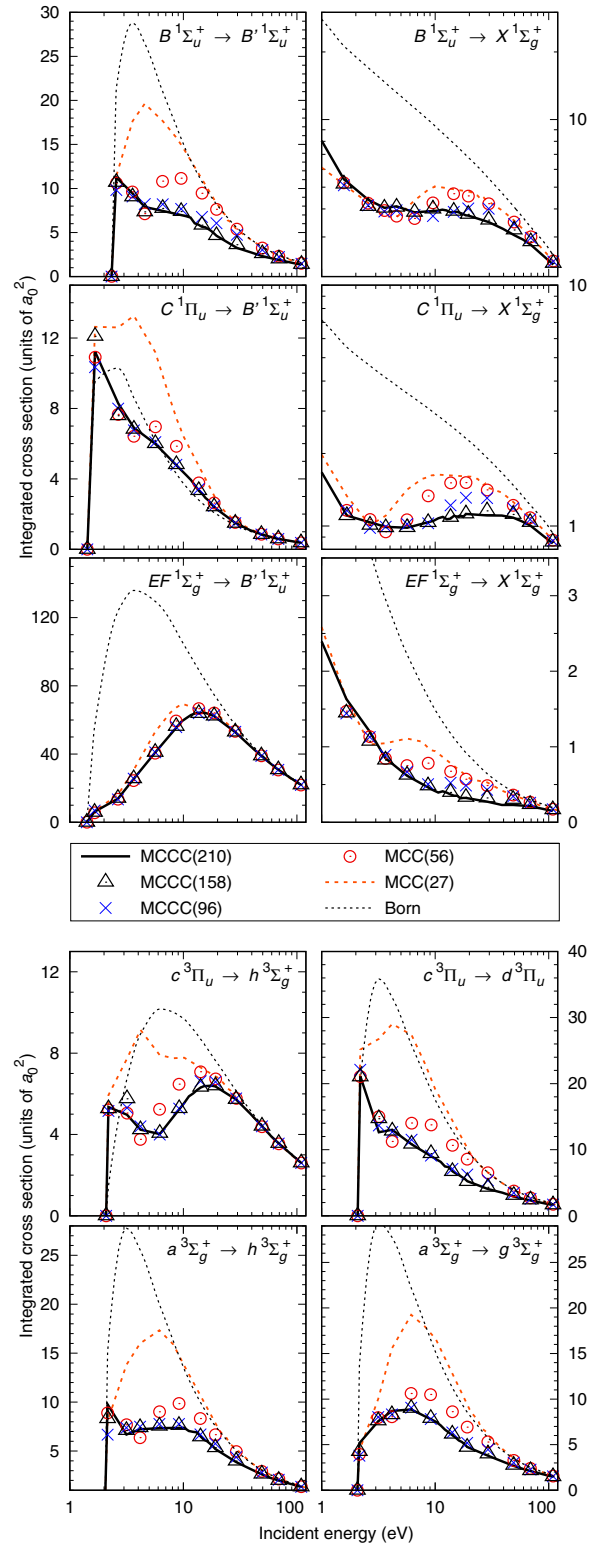 B ¹Σᵤ⁺ → B' ¹Σᵤ⁺
B ¹Σᵤ⁺ → X ¹Σg⁺
30
25
20
15
10
5
0
10
C ¹Πᵤ → B' ¹Σᵤ⁺
C ¹Πᵤ → X ¹Σg⁺
12
8
4
0
10
1
Integrated cross section (units of a₀²)
EF ¹Σg⁺ → B' ¹Σᵤ⁺
EF ¹Σg⁺ → X ¹Σg⁺
120
80
40
0
3
2
1
0
MCCC(210)
MCC(56)
MCCC(158)
MCC(27)
MCCC(96)
Born
c ³Πᵤ → h ³Σg⁺
c ³Πᵤ → d ³Πᵤ
12
8
4
0
40
30
20
10
0
Integrated cross section (units of a₀²)
a ³Σg⁺ → h ³Σg⁺
a ³Σg⁺ → g ³Σg⁺
25
20
15
10
5
25
20
15
10
5
0
1
10
100
1
10
100
Incident energy (eV)
Incident energy (eV)